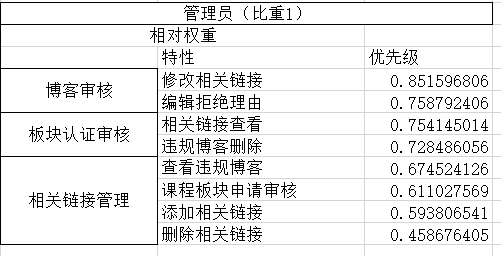 管理员（比重1）
相对权重
特性 优先级
博客审核 修改相关链接 0.851596806
编辑拒绝理由 0.758792406
板块认证审核 相关链接查看 0.754145014
违规博客删除 0.728486056
相关链接管理 查看违规博客 0.674524126
课程板块申请审核 0.611027569
添加相关链接 0.593806541
删除相关链接 0.458676405